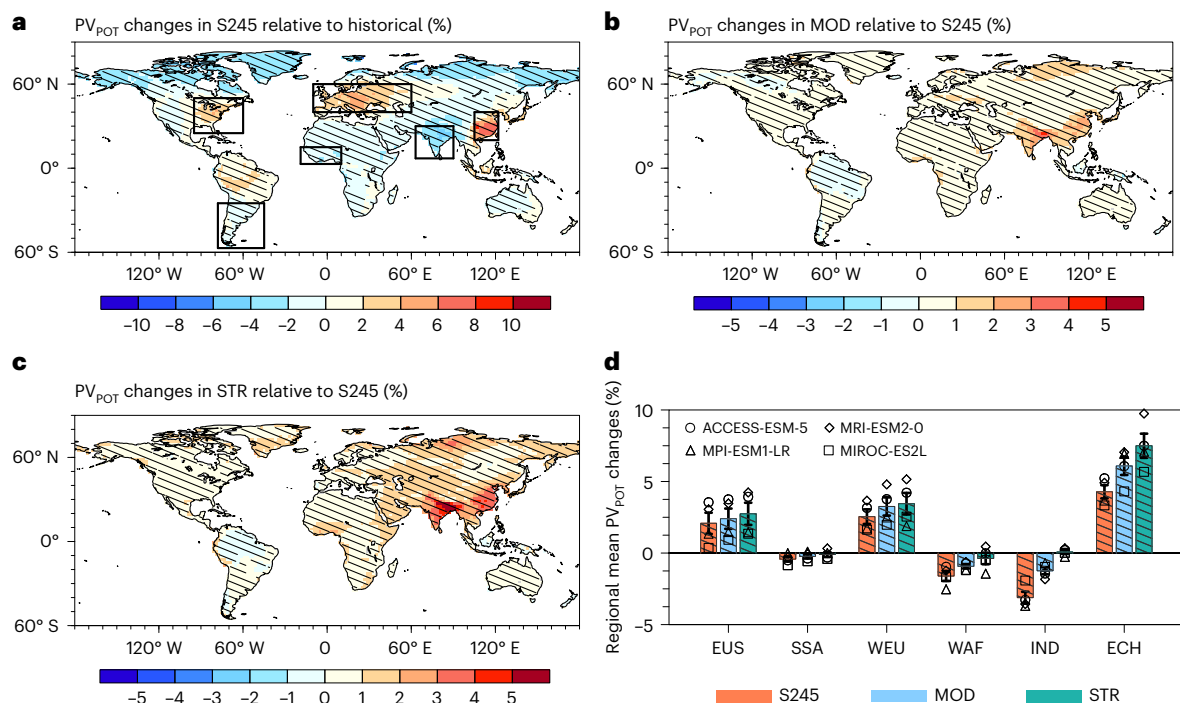 a
PV_POT changes in S245 relative to historical (%)
60° N
0°
60° S
120° W 60° W 0 60° E 120° E
−10 −8 −6 −4 −2 0 2 4 6 8 10
b
PV_POT changes in MOD relative to S245 (%)
60° N
0°
60° S
120° W 60° W 0 60° E 120° E
−5 −4 −3 −2 −1 0 1 2 3 4 5
c
PV_POT changes in STR relative to S245 (%)
60° N
0°
60° S
120° W 60° W 0 60° E 120° E
−5 −4 −3 −2 −1 0 1 2 3 4 5
d
Regional mean PV_POT changes (%)
10
5
0
−5
ACCESS-ESM-5 MRI-ESM2-0
MPI-ESM1-LR MIROC-ES2L
EUS SSA WEU WAF IND ECH
S245 MOD STR